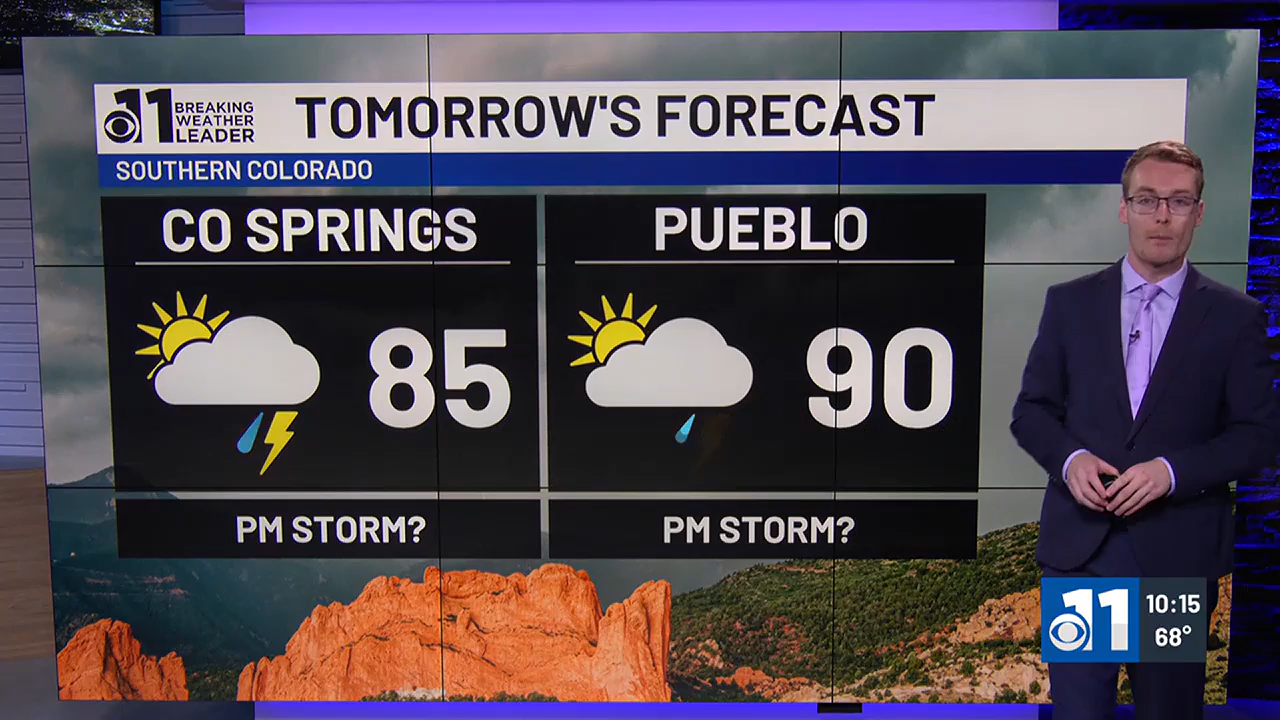 11 BREAKING
WEATHER
LEADER
TOMORROW'S FORECAST
SOUTHERN COLORADO
CO SPRINGS
85
PM STORM?
PUEBLO
90
PM STORM?
11
10:15
68°